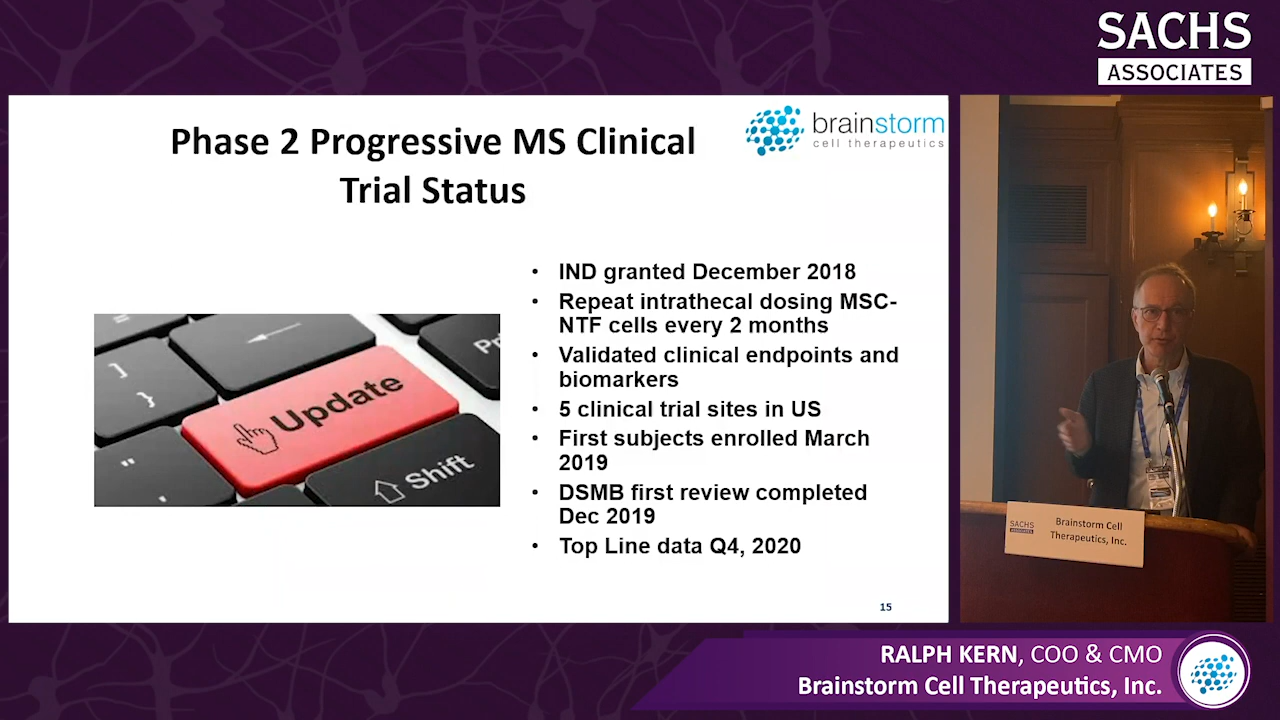 SACHS
ASSOCIATES
Phase 2 Progressive MS Clinical
Trial Status
brainstorm
cell therapeutics
• IND granted December 2018
• Repeat intrathecal dosing MSC-
NTF cells every 2 months
• Validated clinical endpoints and
biomarkers
• 5 clinical trial sites in US
• First subjects enrolled March
2019
• DSMB first review completed
Dec 2019
• Top Line data Q4, 2020
=
]
}
"
Update
Shift
15
SACHS
ASSOCIATES
Brainstorm Cell
Therapeutics, Inc.
RALPH KERN, COO & CMO
Brainstorm Cell Therapeutics, Inc.